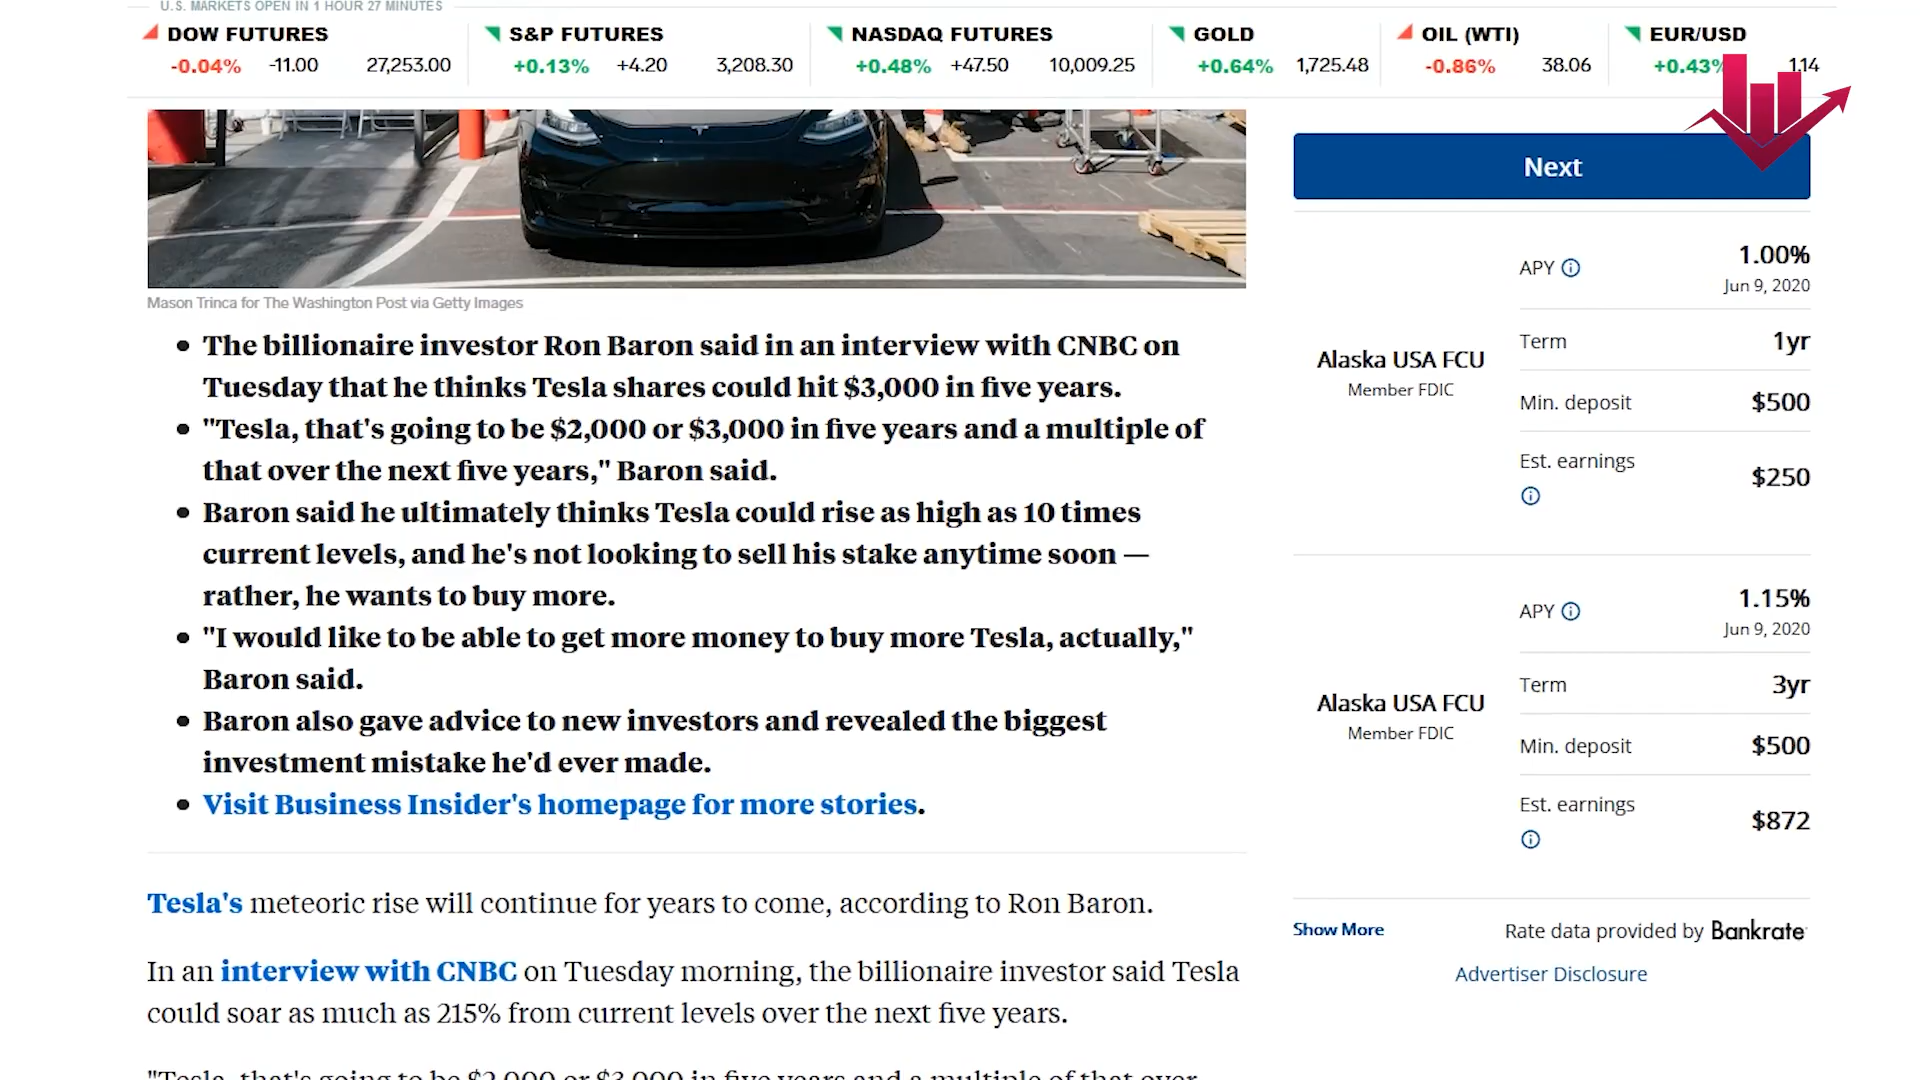 U.S. MARKETS OPEN IN 1 HOUR 27 MINUTES
DOW FUTURES
-0.04% -11.00 27,253.00
S&P FUTURES
+0.13% +4.20 3,208.30
NASDAQ FUTURES
+0.48% +47.50 10,009.25
GOLD
+0.64% 1,725.48
OIL (WTI)
-0.86% 38.06
EUR/USD
+0.43% 1.14
Mason Trinca for The Washington Post via Getty Images
• The billionaire investor Ron Baron said in an interview with CNBC on
Tuesday that he thinks Tesla shares could hit $3,000 in five years.
• "Tesla, that's going to be $2,000 or $3,000 in five years and a multiple of
that over the next five years," Baron said.
• Baron said he ultimately thinks Tesla could rise as high as 10 times
current levels, and he's not looking to sell his stake anytime soon —
rather, he wants to buy more.
• "I would like to be able to get more money to buy more Tesla, actually,"
Baron said.
• Baron also gave advice to new investors and revealed the biggest
investment mistake he'd ever made.
• Visit Business Insider's homepage for more stories.
Tesla's meteoric rise will continue for years to come, according to Ron Baron.
In an interview with CNBC on Tuesday morning, the billionaire investor said Tesla
could soar as much as 215% from current levels over the next five years.
"Tesla, that's going to be $2,000 or $3,000 in five years and a multiple of that over
Next
Alaska USA FCU
Member FDIC
APY 1.00%
Jun 9, 2020
Term 1yr
Min. deposit $500
Est. earnings $250
Alaska USA FCU
Member FDIC
APY 1.15%
Jun 9, 2020
Term 3yr
Min. deposit $500
Est. earnings $872
Show More
Rate data provided by Bankrate
Advertiser Disclosure